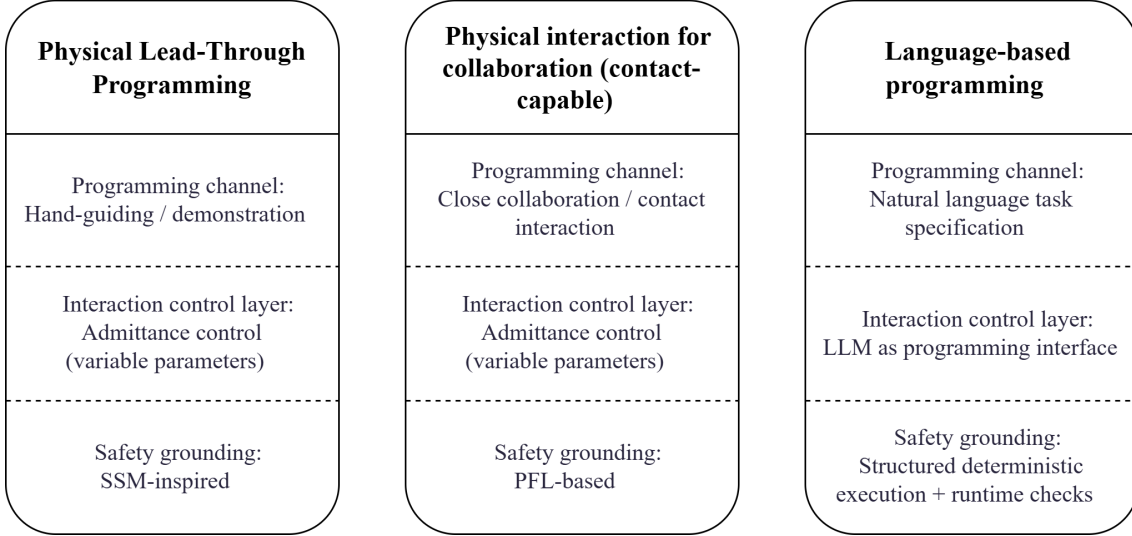 Physical Lead-Through
Programming
Programming channel:
Hand-guiding / demonstration
Interaction control layer:
Admittance control
(variable parameters)
Safety grounding:
SSM-inspired
Physical interaction for
collaboration (contact-
capable)
Programming channel:
Close collaboration / contact
interaction
Interaction control layer:
Admittance control
(variable parameters)
Safety grounding:
PFL-based
Language-based
programming
Programming channel:
Natural language task
specification
Interaction control layer:
LLM as programming interface
Safety grounding:
Structured deterministic
execution + runtime checks